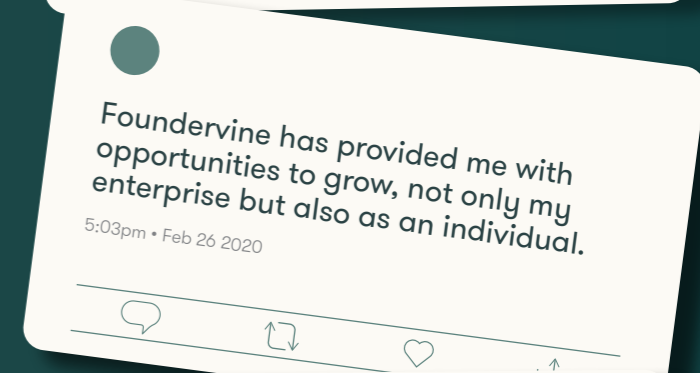 Foundervine has provided me with
opportunities to grow, not only my
enterprise but also as an individual.
5:03pm • Feb 26 2020